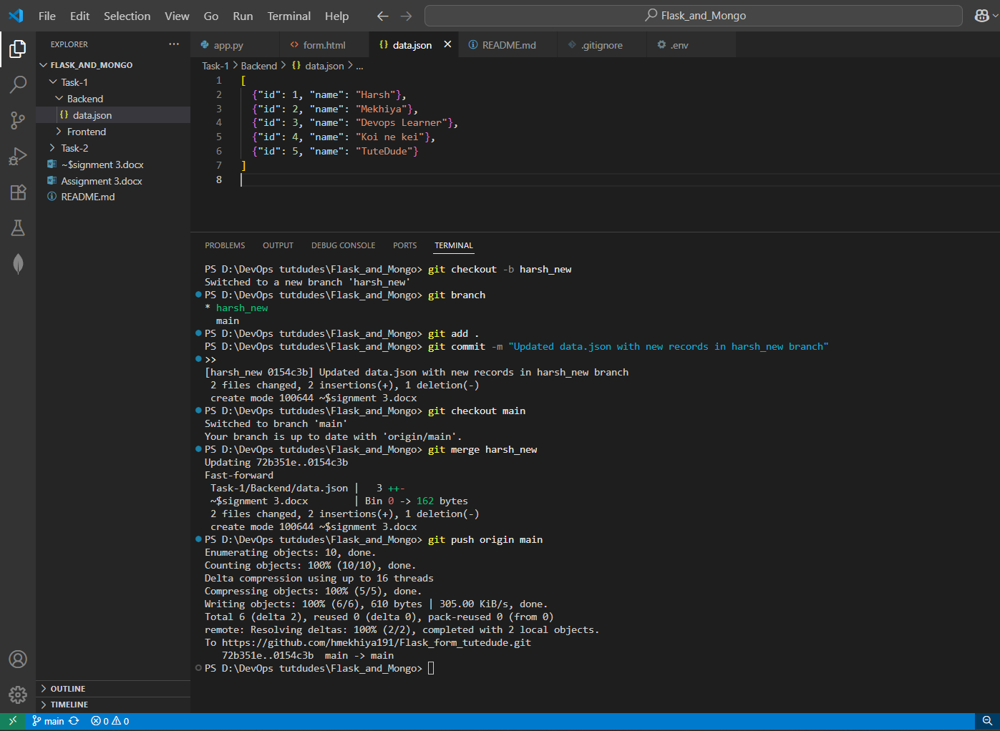 File Edit Selection View Go Run Terminal Help
Flask_and_Mongo
EXPLORER
FLASK_AND_MONGO
Task-1
Backend
data.json
Frontend
Task-2
~$signment 3.docx
Assignment 3.docx
README.md
OUTLINE
TIMELINE
app.py form.html data.json README.md .gitignore .env
Task-1 > Backend > {} data.json > ...
1 [
2 {"id": 1, "name": "Harsh"},
3 {"id": 2, "name": "Mekhiya"},
4 {"id": 3, "name": "Devops Learner"},
5 {"id": 4, "name": "Koi ne kei"},
6 {"id": 5, "name": "TuteDude"}
7 ]
8
PROBLEMS OUTPUT DEBUG CONSOLE PORTS TERMINAL
PS D:\DevOps tutdudes\Flask_and_Mongo> git checkout -b harsh_new
Switched to a new branch 'harsh_new'
PS D:\DevOps tutdudes\Flask_and_Mongo> git branch
* harsh_new
main
PS D:\DevOps tutdudes\Flask_and_Mongo> git add .
PS D:\DevOps tutdudes\Flask_and_Mongo> git commit -m "Updated data.json with new records in harsh_new branch"
>>
[harsh_new 0154c3b] Updated data.json with new records in harsh_new branch
2 files changed, 2 insertions(+), 1 deletion(-)
create mode 100644 ~$signment 3.docx
PS D:\DevOps tutdudes\Flask_and_Mongo> git checkout main
Switched to branch 'main'
Your branch is up to date with 'origin/main'.
PS D:\DevOps tutdudes\Flask_and_Mongo> git merge harsh_new
Updating 72b351e..0154c3b
Fast-forward
Task-1/Backend/data.json | 3 ++-
~$signment 3.docx | Bin 0 -> 162 bytes
2 files changed, 2 insertions(+), 1 deletion(-)
create mode 100644 ~$signment 3.docx
PS D:\DevOps tutdudes\Flask_and_Mongo> git push origin main
Enumerating objects: 10, done.
Counting objects: 100% (10/10), done.
Delta compression using up to 16 threads
Compressing objects: 100% (5/5), done.
Writing objects: 100% (6/6), 610 bytes | 305.00 KiB/s, done.
Total 6 (delta 2), reused 0 (delta 0), pack-reused 0 (from 0)
remote: Resolving deltas: 100% (2/2), completed with 2 local objects.
To https://github.com/hmekhiya191/Flask_form_tutedude.git
72b351e..0154c3b main -> main
PS D:\DevOps tutdudes\Flask_and_Mongo>
main 0 0